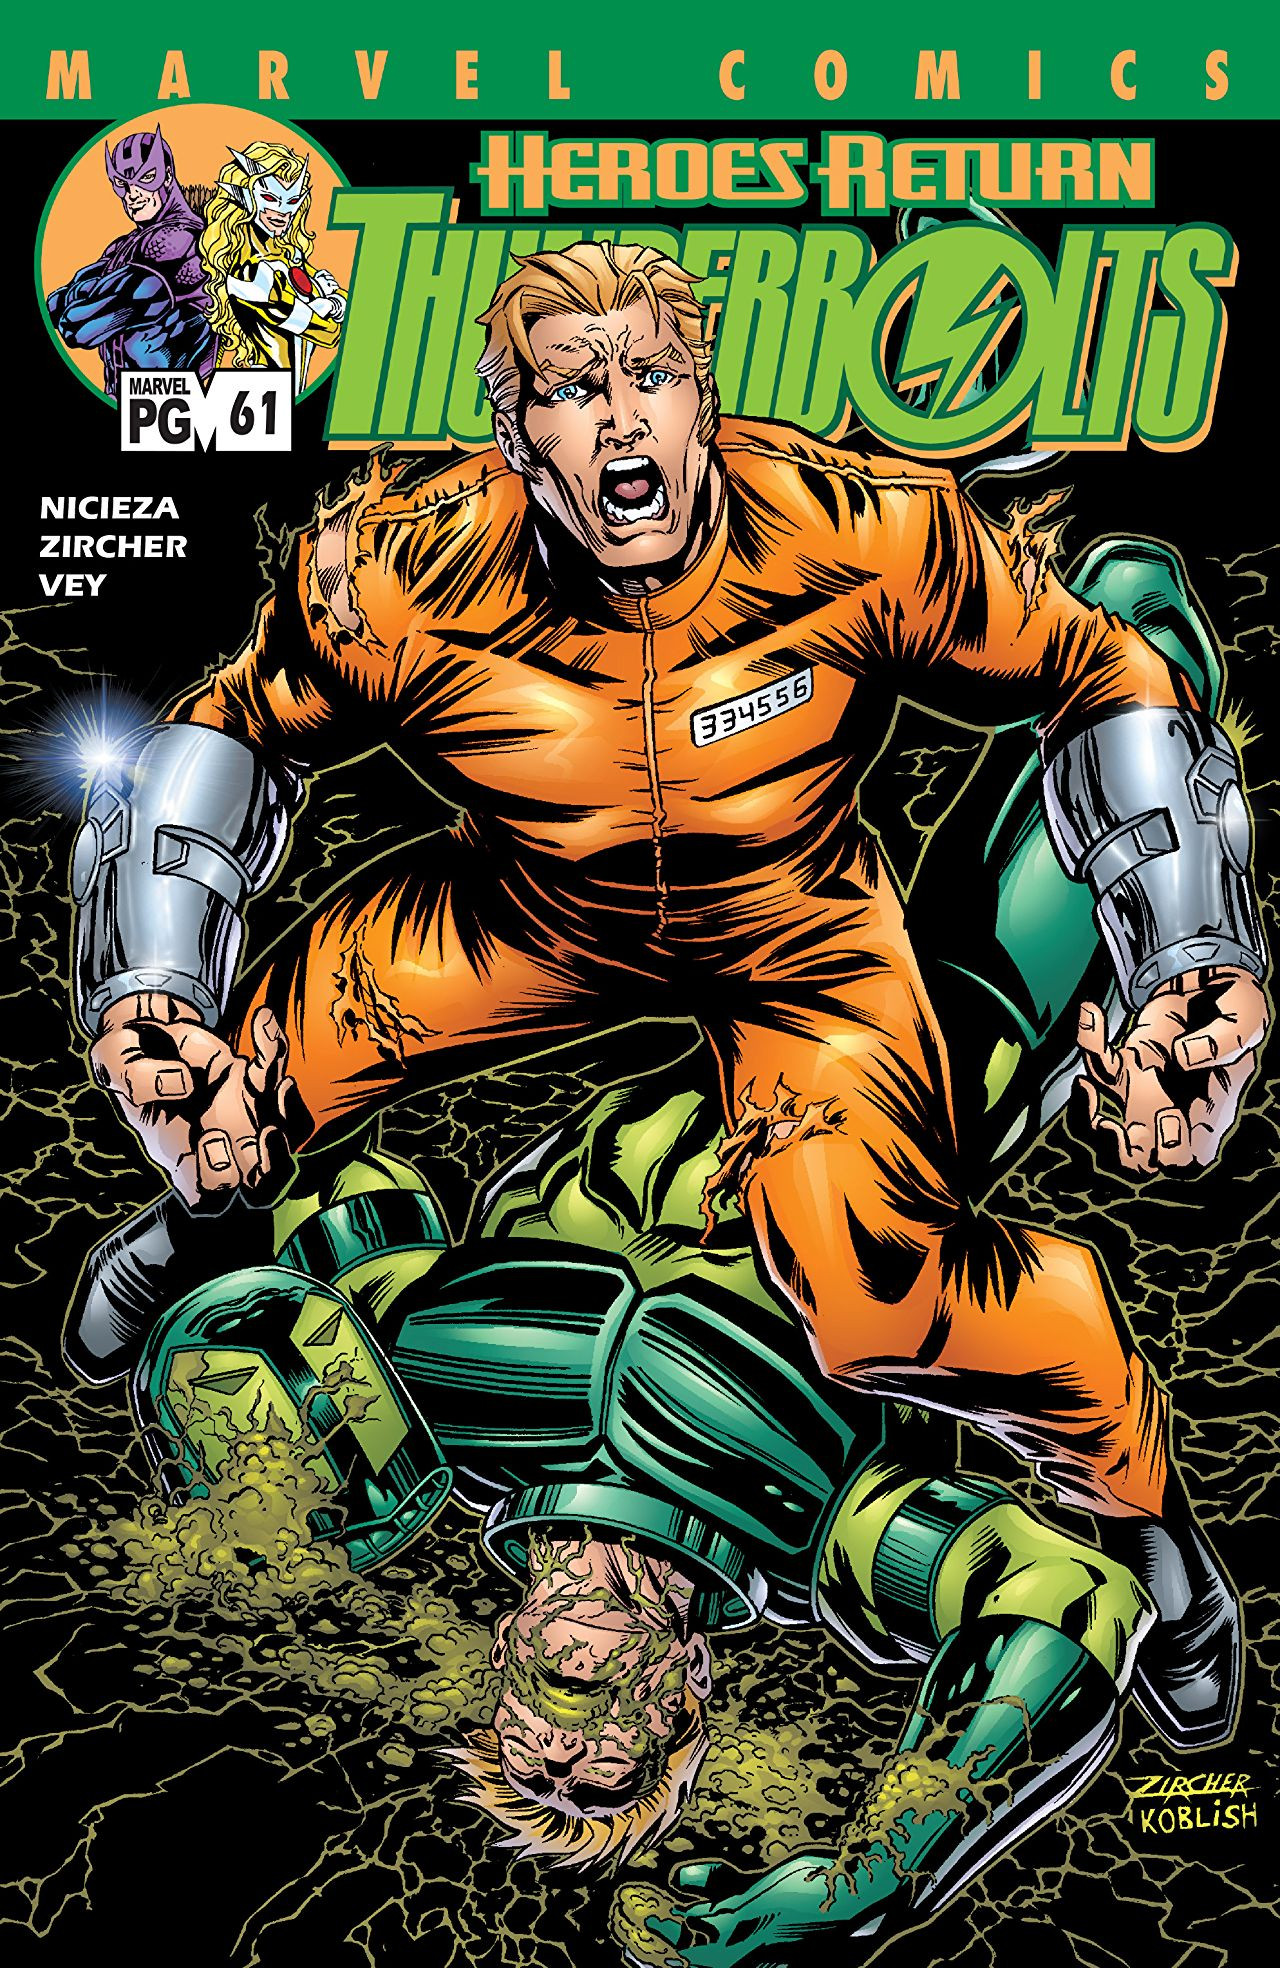 MARVEL COMICS
HEROES RETURN
THUNDERBOLTS
MARVEL
PG 61
NICIEZA
ZIRCHER
VEY
334556
ZIRCHER
KOBLISH